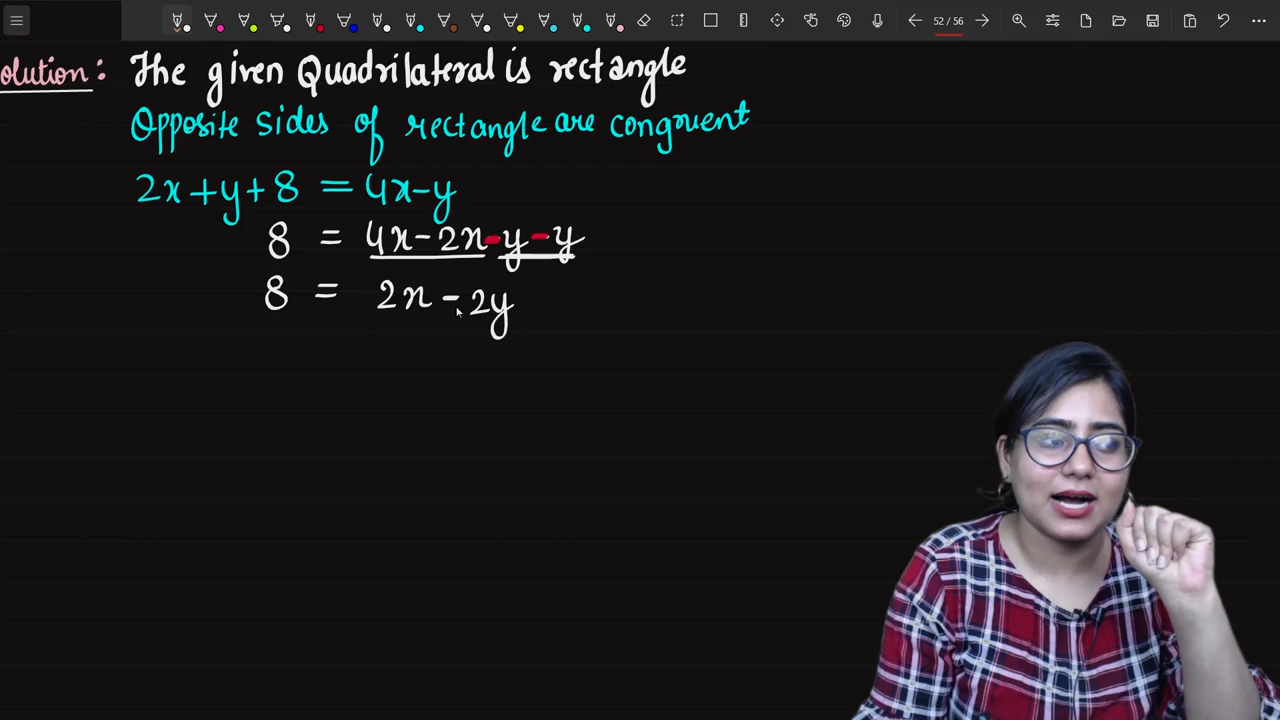 52 / 56
olution: The given Quadrilateral is rectangle
Opposite sides of rectangle are congruent
2x+y+8 = 4x-y
8 = 4x-2x-y-y
8 = 2x-2y